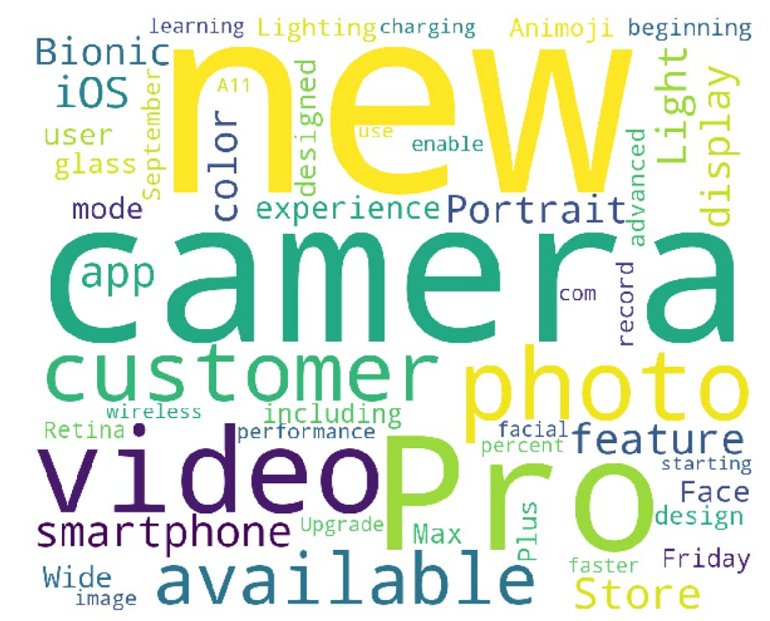 learning Lighting charging Animoji beginning
Bionic new Light
iOS A11 display
September designed
user use enable
glass color advanced
mode experience Portrait
camera
app com record
customer photo
wireless including
Retina performance facial feature
video Pro percent starting
Face
smartphone Upgrade Max Plus design
Wide available faster Friday
image Store